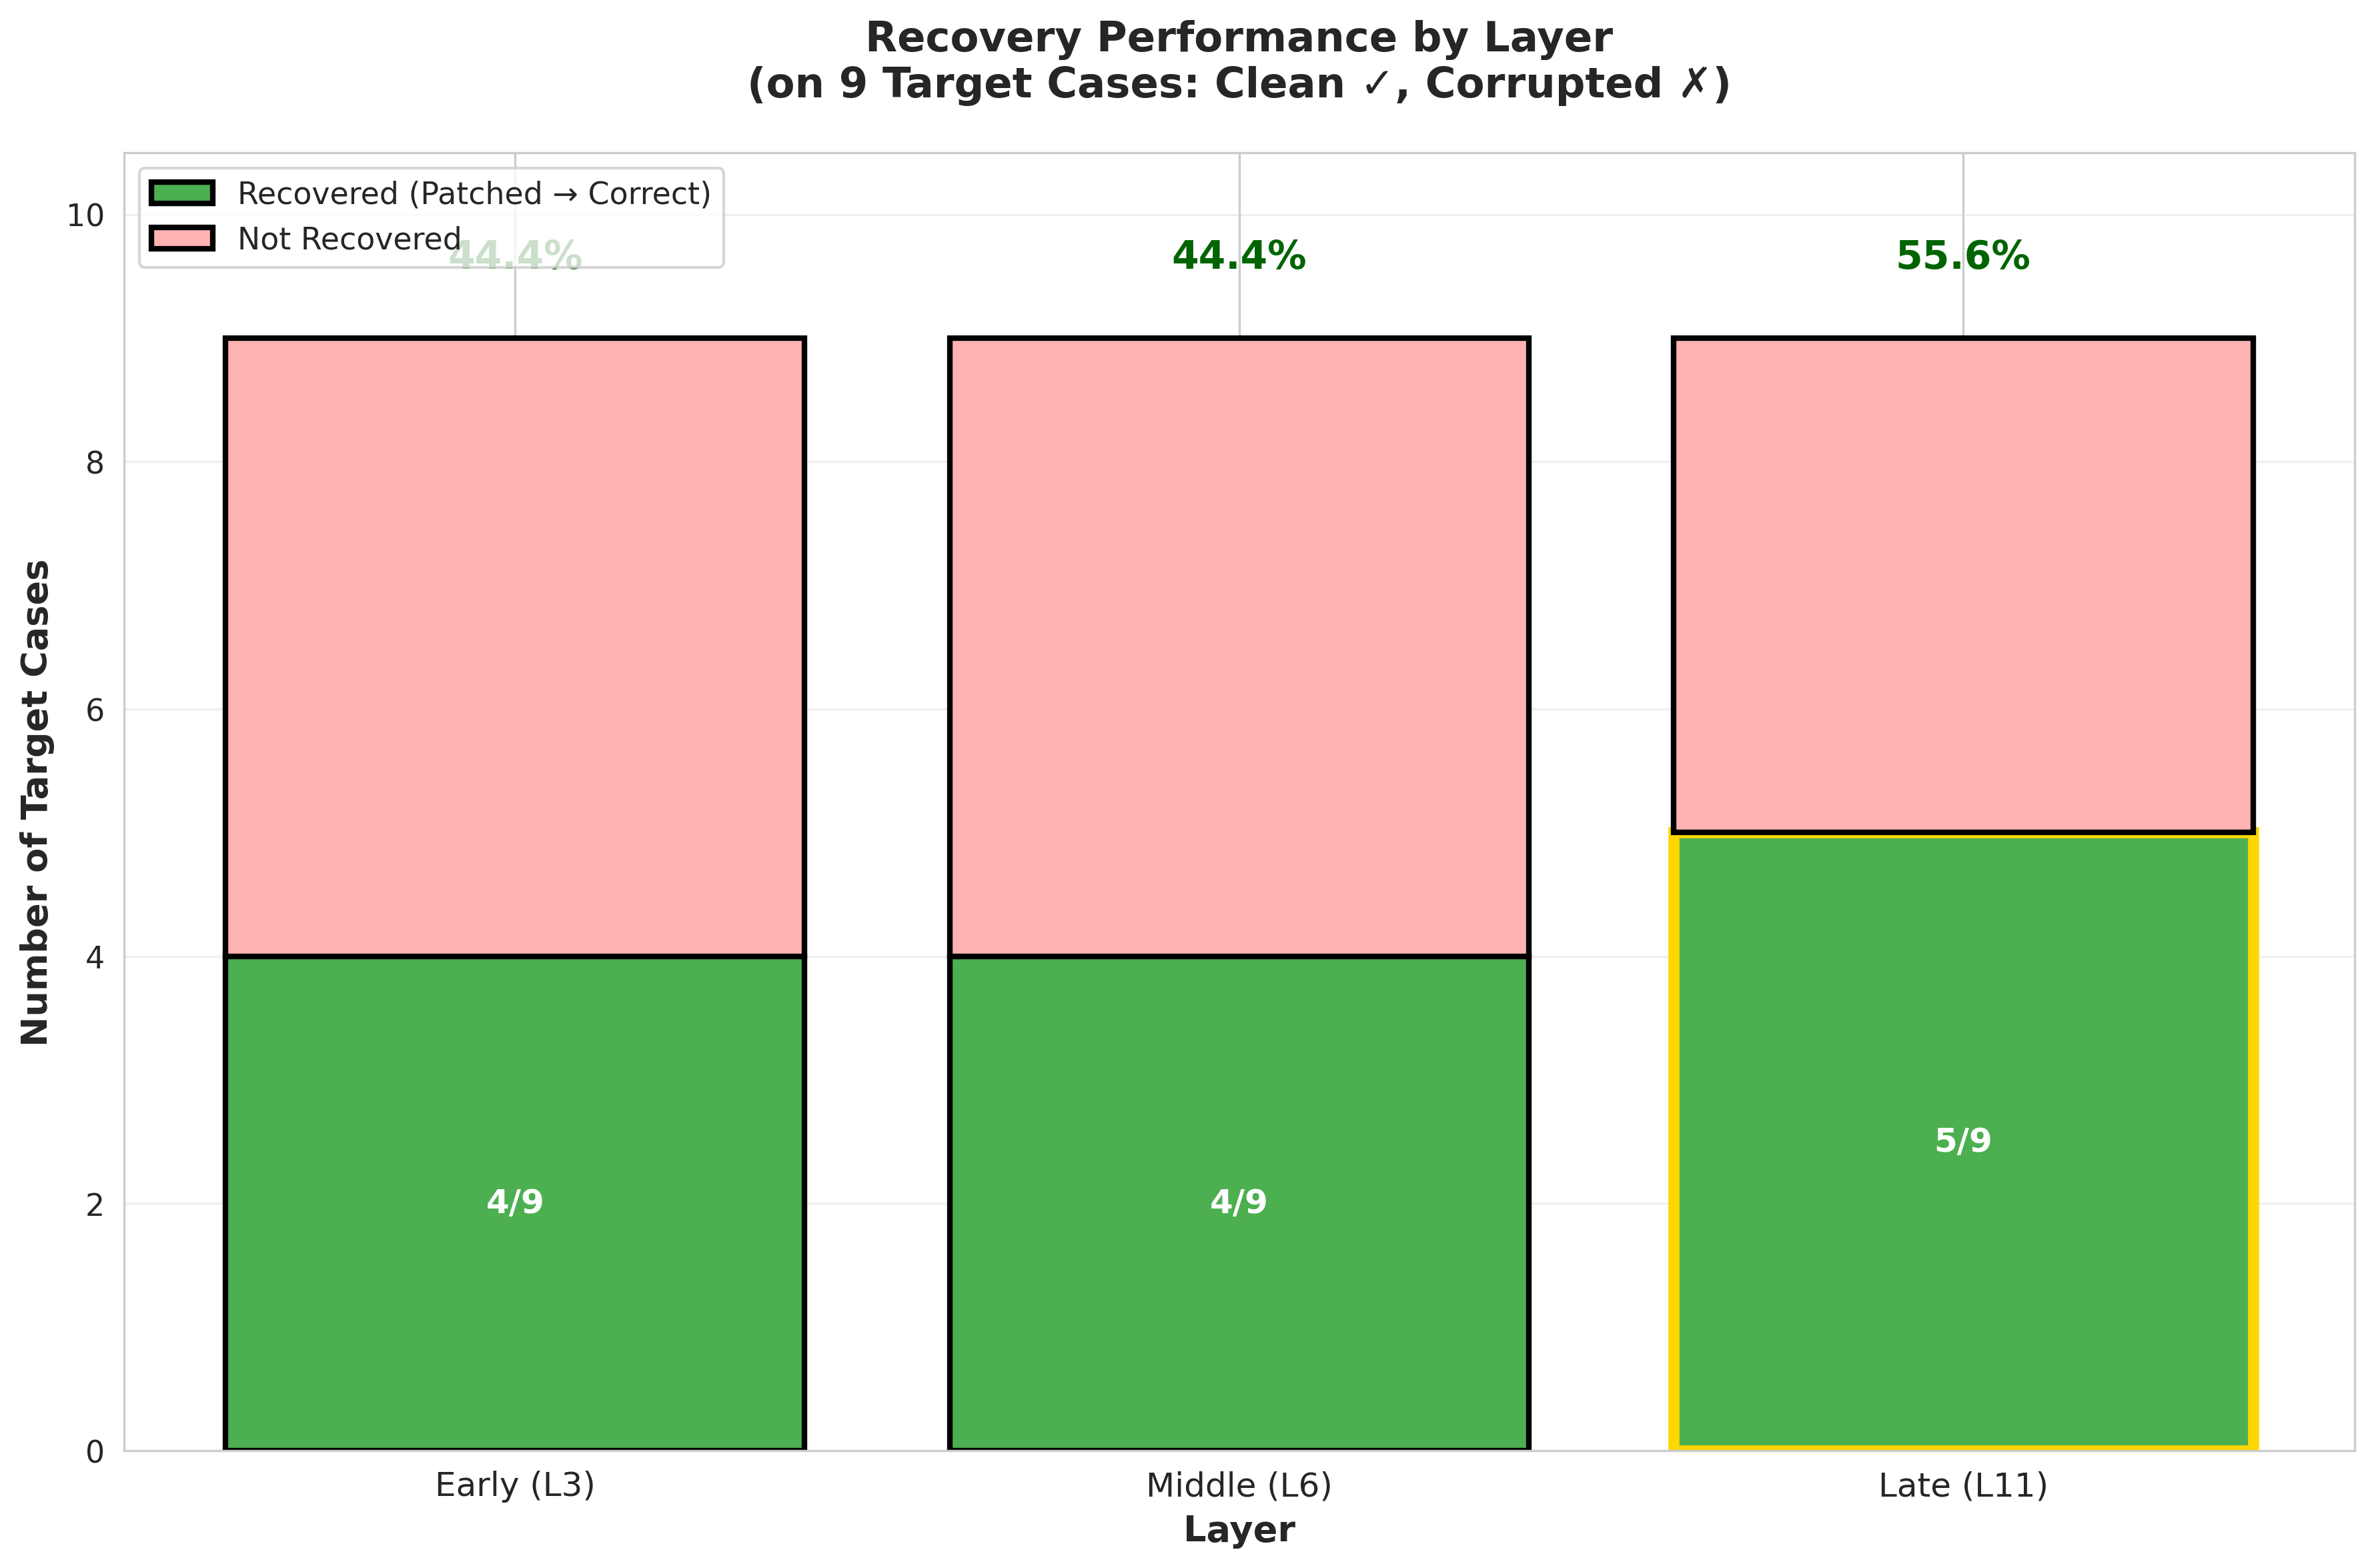 Recovery Performance by Layer
(on 9 Target Cases: Clean ✓, Corrupted ✗)
Recovered (Patched → Correct)
Not Recovered
44.4%
44.4%
55.6%
Number of Target Cases
10
8
6
4
2
0
4/9
4/9
5/9
Early (L3)
Middle (L6)
Late (L11)
Layer